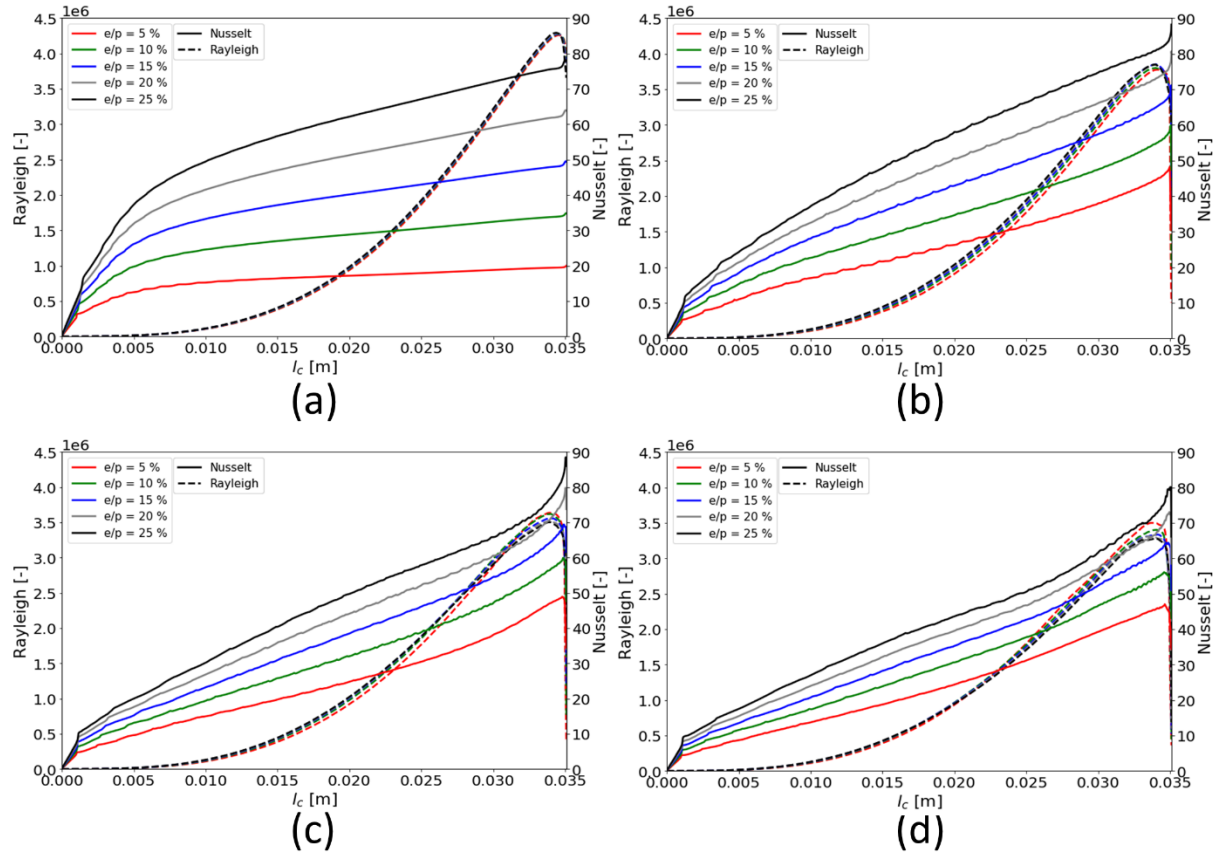 1e6
4.5 4.0 3.5 3.0 2.5 2.0 1.5 1.0 0.5 0.0
Rayleigh [-]
e/p = 5 % Nusselt
e/p = 10 % Rayleigh
e/p = 15 %
e/p = 20 %
e/p = 25 %
90 80 70 60 50 40 30 20 10 0
Nusselt [-]
0.000 0.005 0.010 0.015 0.020 0.025 0.030 0.035
l_c [m]
(a)
1e6
4.5 4.0 3.5 3.0 2.5 2.0 1.5 1.0 0.5 0.0
Rayleigh [-]
e/p = 5 % Nusselt
e/p = 10 % Rayleigh
e/p = 15 %
e/p = 20 %
e/p = 25 %
90 80 70 60 50 40 30 20 10 0
Nusselt [-]
0.000 0.005 0.010 0.015 0.020 0.025 0.030 0.035
l_c [m]
(b)
1e6
4.5 4.0 3.5 3.0 2.5 2.0 1.5 1.0 0.5 0.0
Rayleigh [-]
e/p = 5 % Nusselt
e/p = 10 % Rayleigh
e/p = 15 %
e/p = 20 %
e/p = 25 %
90 80 70 60 50 40 30 20 10 0
Nusselt [-]
0.000 0.005 0.010 0.015 0.020 0.025 0.030 0.035
l_c [m]
(c)
1e6
4.5 4.0 3.5 3.0 2.5 2.0 1.5 1.0 0.5 0.0
Rayleigh [-]
e/p = 5 % Nusselt
e/p = 10 % Rayleigh
e/p = 15 %
e/p = 20 %
e/p = 25 %
90 80 70 60 50 40 30 20 10 0
Nusselt [-]
0.000 0.005 0.010 0.015 0.020 0.025 0.030 0.035
l_c [m]
(d)